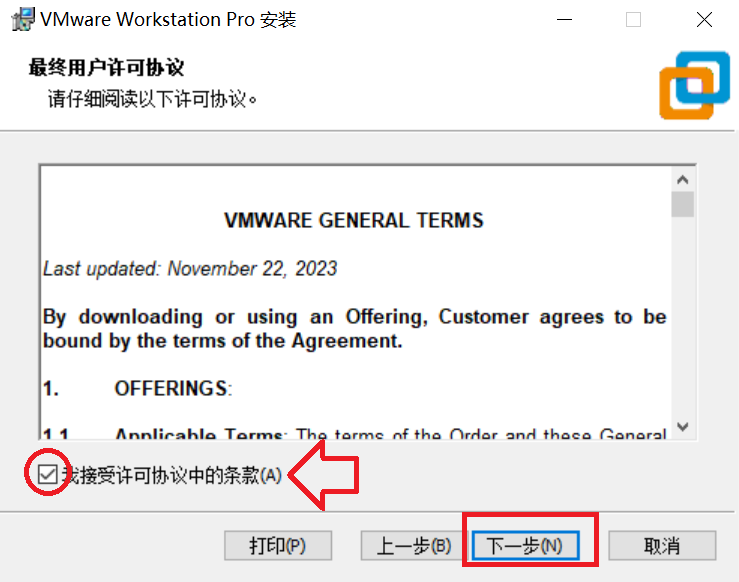 VMware Workstation Pro 安装
最终用户许可协议
请仔细阅读以下许可协议。
VMWARE GENERAL TERMS
Last updated: November 22, 2023
By downloading or using an Offering, Customer agrees to be
bound by the terms of the Agreement.
1. OFFERINGS:
1.1 Applicable Terms: The terms of the Order and these General
我接受许可协议中的条款(A)
打印(P) 上一步(B) 下一步(N) 取消